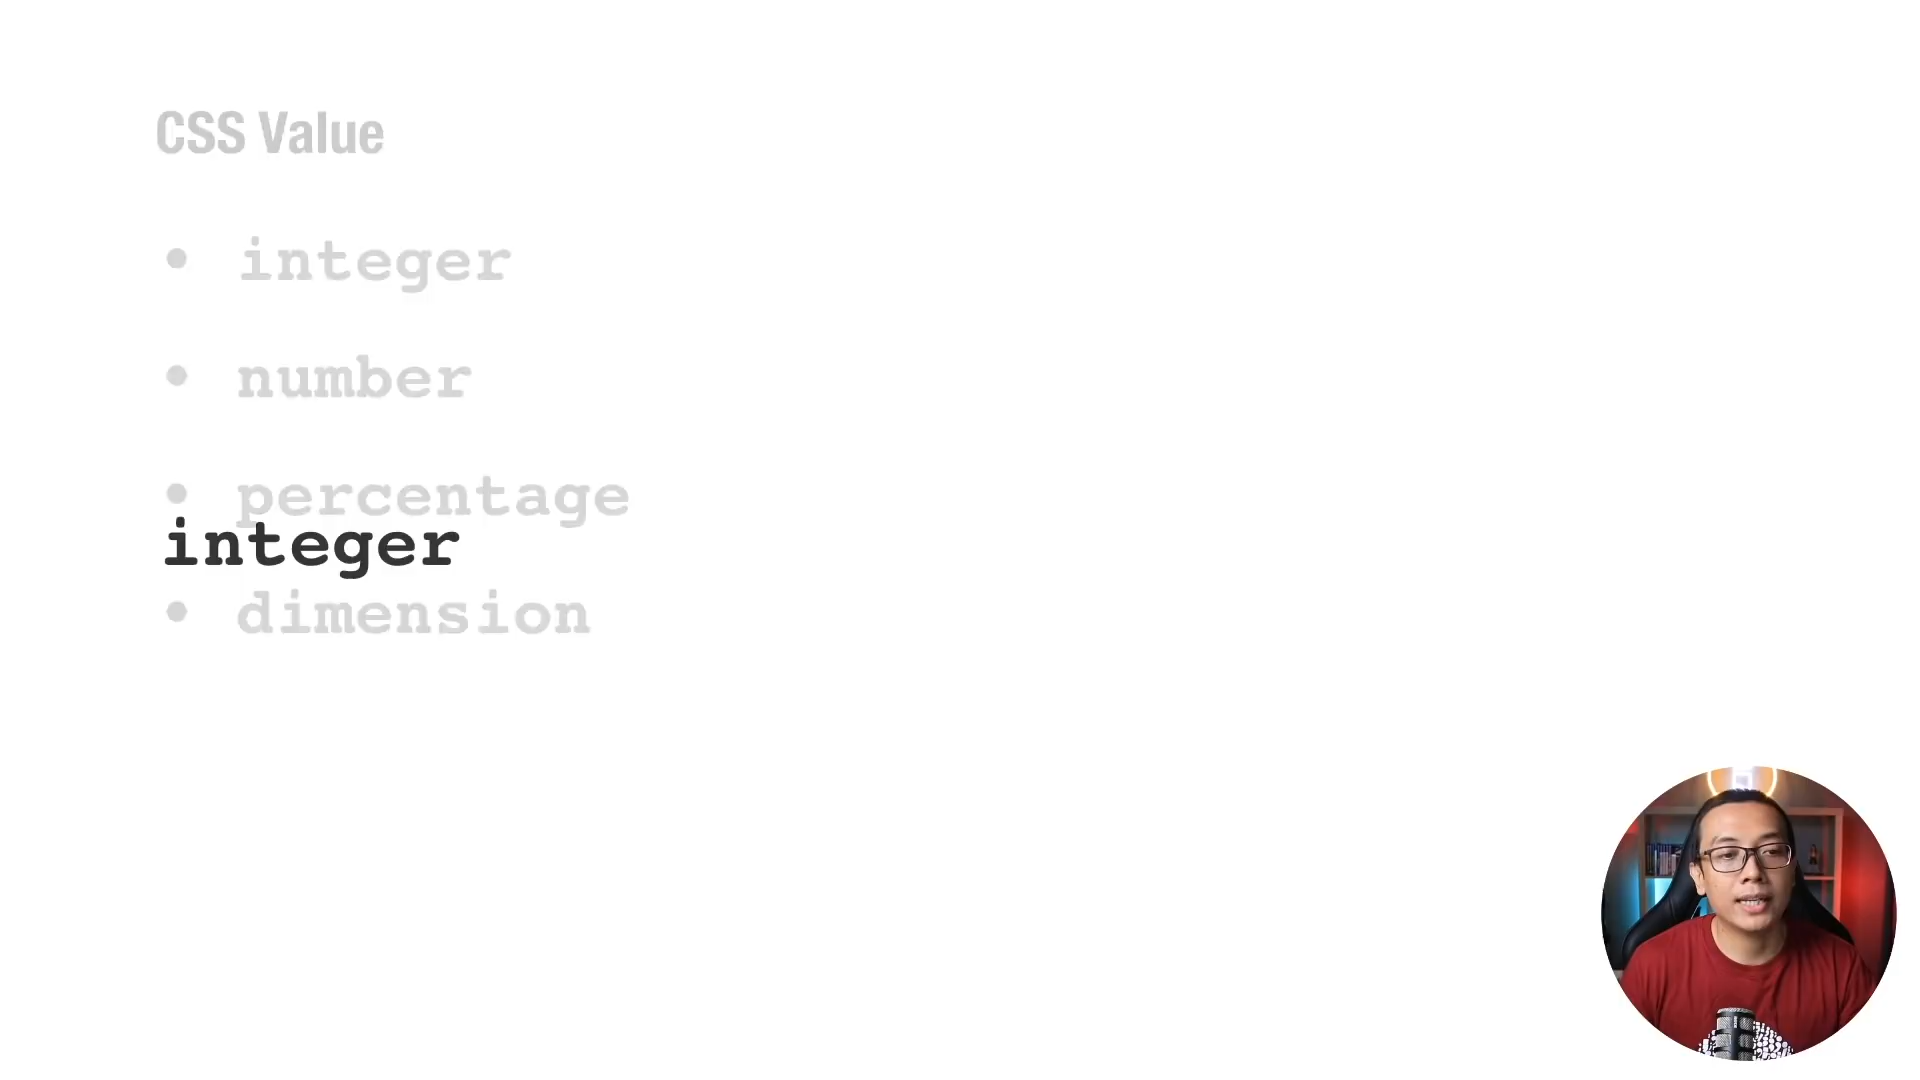 CSS Value
• integer
• number
• percentage
integer
• dimension